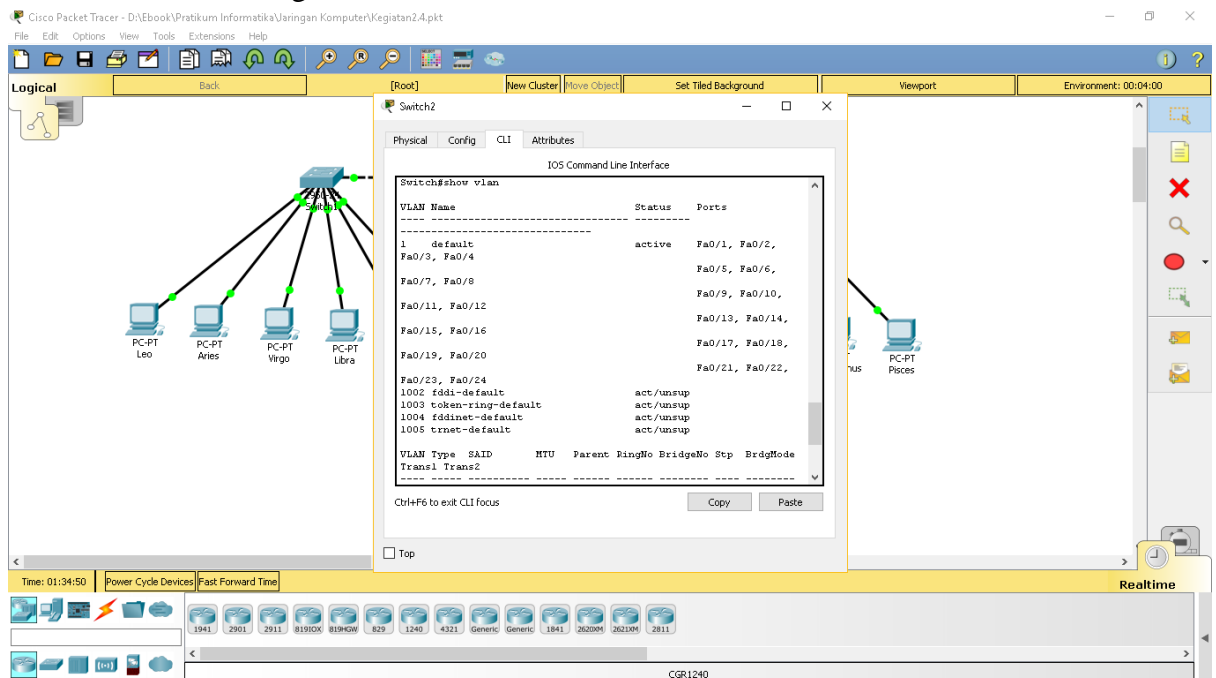 Cisco Packet Tracer - D:\Ebook\Pratikum Informatika\Jaringan Komputer\Kegiatan2.4.pkt
File Edit Options View Tools Extensions Help
Logical Back [Root] New Cluster Move Object Set Tiled Background Viewport Environment: 00:04:00
Switch2
Physical Config CLI Attributes
IOS Command Line Interface
Switch#show vlan
VLAN Name Status Ports
---- -------------------------------- ---------
-------------------------------
1 default active Fa0/1, Fa0/2,
Fa0/3, Fa0/4
Fa0/5, Fa0/6,
Fa0/7, Fa0/8
Fa0/9, Fa0/10,
Fa0/11, Fa0/12
Fa0/13, Fa0/14,
Fa0/15, Fa0/16
Fa0/17, Fa0/18,
Fa0/19, Fa0/20
Fa0/21, Fa0/22,
Fa0/23, Fa0/24
1002 fddi-default act/unsup
1003 token-ring-default act/unsup
1004 fddinet-default act/unsup
1005 trnet-default act/unsup
VLAN Type SAID MTU Parent RingNo BridgeNo Stp BrdgMode
Trans1 Trans2
---- ----- ---------- ----- ------ ------ -------- ---- --------
Ctrl+F6 to exit CLI focus Copy Paste
Top
Switch1
PC-PT
Leo
PC-PT
Aries
PC-PT
Virgo
PC-PT
Libra
PC-PT
Pisces
Time: 01:34:50 Power Cycle Devices Fast Forward Time Realtime
1941 2901 2911 819IOX 819HGW 829 1240 4321 Generic Generic 1841 2620XM 2621XM 2811
CGR1240